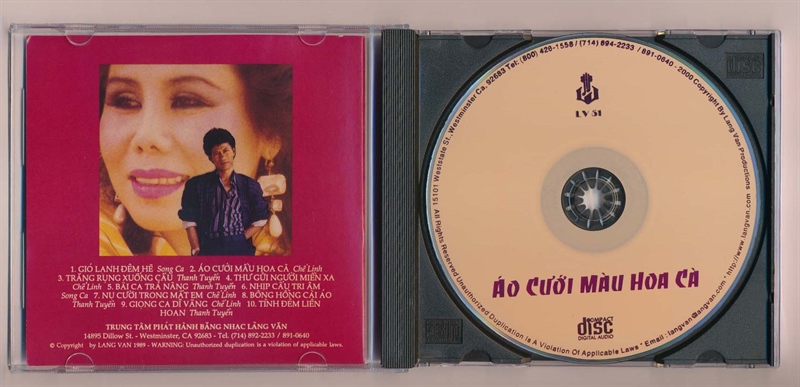 1. GIÓ LẠNH ĐÊM HÈ Song Ca 2. ÁO CƯỚI MẦU HOA CÀ Chế Linh
3. TRĂNG RỤNG XUỐNG CẦU Thanh Tuyền 4. THƯ GỬI NGƯỜI MIỀN XA
Chế Linh 5. BÀI CA TRẢ NÀNG Thanh Tuyền 6. NHỊP CẦU TRI ÂM
Song Ca 7. NỤ CƯỜI TRONG MẮT EM Chế Linh 8. BÔNG HỒNG CÀI ÁO
Thanh Tuyền 9. GIỌNG CA DĨ VÃNG Chế Linh 10. TÌNH ĐÊM LIÊN
HOAN Thanh Tuyền
TRUNG TÂM PHÁT HÀNH BĂNG NHẠC LÀNG VĂN
14895 Dillow St. - Westminster, CA 92683 - Tel: (714) 892-2233 / 891-0640
© Copyright by LANG VAN 1989 - WARNING: Unauthorized duplication is a violation of applicable laws.
All Rights Reserved Unauthorized Duplication is A Violation Of Applicable Laws * Email: langvan@langvan.com * http://www.langvan.com
15101 Weststate St., Westminster Ca, 92683 Tel: (800) 426-1558 / (714) 894-2233 / 891-0640 - 2000 Copyright By Lang Van Productions
LV 51
ÁO CƯỚI MÀU HOA CÀ
COMPACT
disc
DIGITAL AUDIO
disc